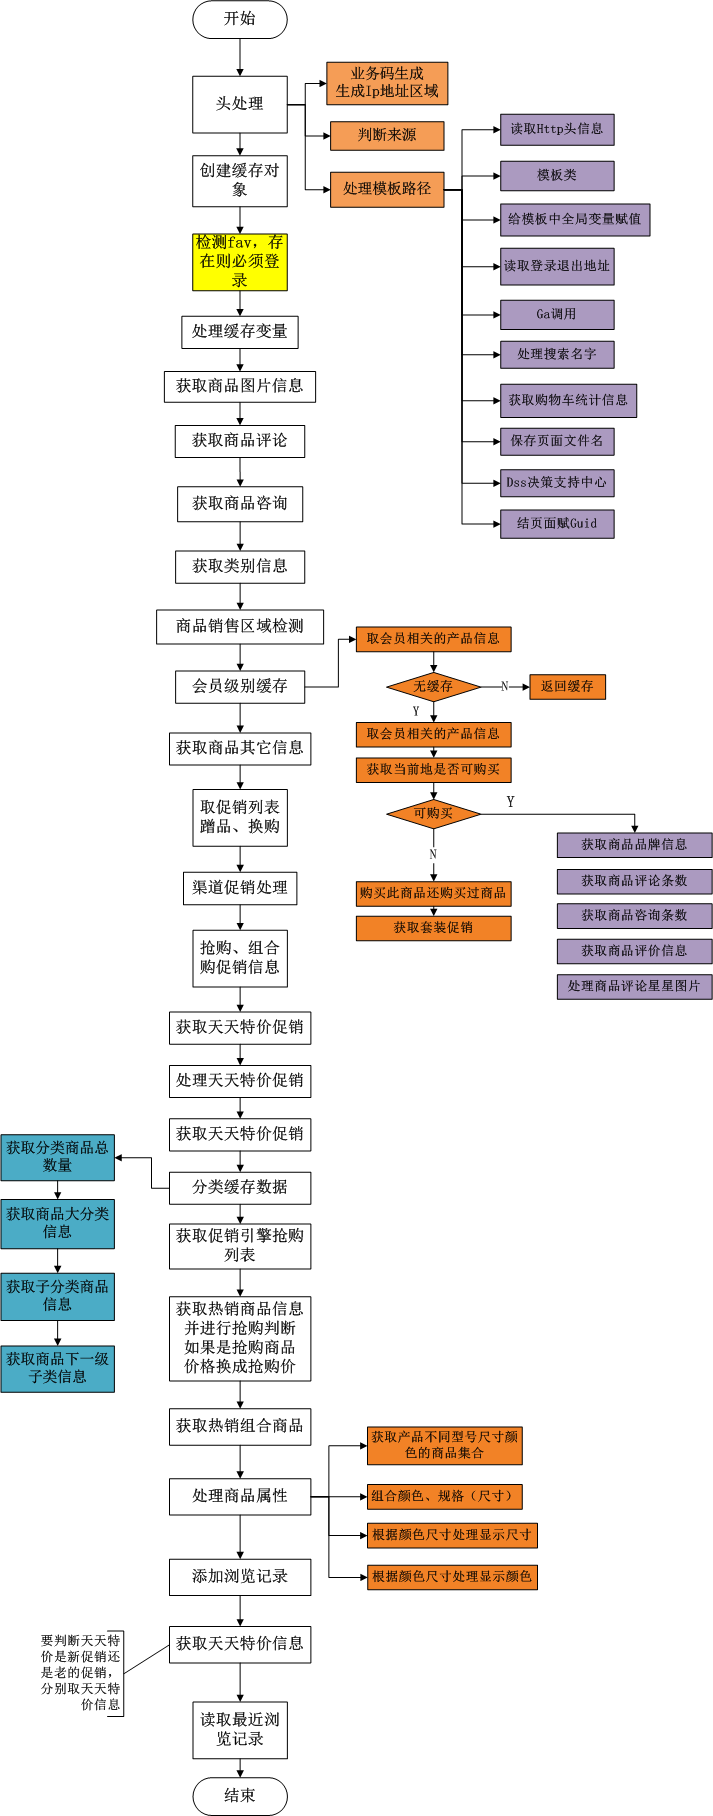 开始
头处理
业务码生成
生成Ip地址区域
判断来源
处理模板路径
读取Http头信息
模板类
给模板中全局变量赋值
读取登录退出地址
Ga调用
处理搜索名字
获取购物车统计信息
保存页面文件名
Dss决策支持中心
结页面赋Guid
创建缓存对
象
检测fav，存
在则必须登
录
处理缓存变量
获取商品图片信息
获取商品评论
获取商品咨询
获取类别信息
商品销售区域检测
会员级别缓存
取会员相关的产品信息
无缓存
N
返回缓存
Y
取会员相关的产品信息
获取当前地是否可购买
可购买
Y
N
购买此商品还购买过商品
获取套装促销
获取商品品牌信息
获取商品评论条数
获取商品咨询条数
获取商品评价信息
处理商品评论星星图片
获取商品其它信息
取促销列表
蹭品、换购
渠道促销处理
抢购、组合
购促销信息
获取天天特价促销
处理天天特价促销
获取天天特价促销
分类缓存数据
获取分类商品总
数量
获取商品大分类
信息
获取子分类商品
信息
获取商品下一级
子类信息
获取促销引擎抢购
列表
获取热销商品信息
并进行抢购判断
如果是抢购商品
价格换成抢购价
获取热销组合商品
处理商品属性
获取产品不同型号尺寸颜
色的商品集合
组合颜色、规格（尺寸）
根据颜色尺寸处理显示尺寸
根据颜色尺寸处理显示颜色
添加浏览记录
获取天天特价信息
要判断天天特
价是新促销还
是老的促销，
分别取天天特
价信息
读取最近浏
览记录
结束